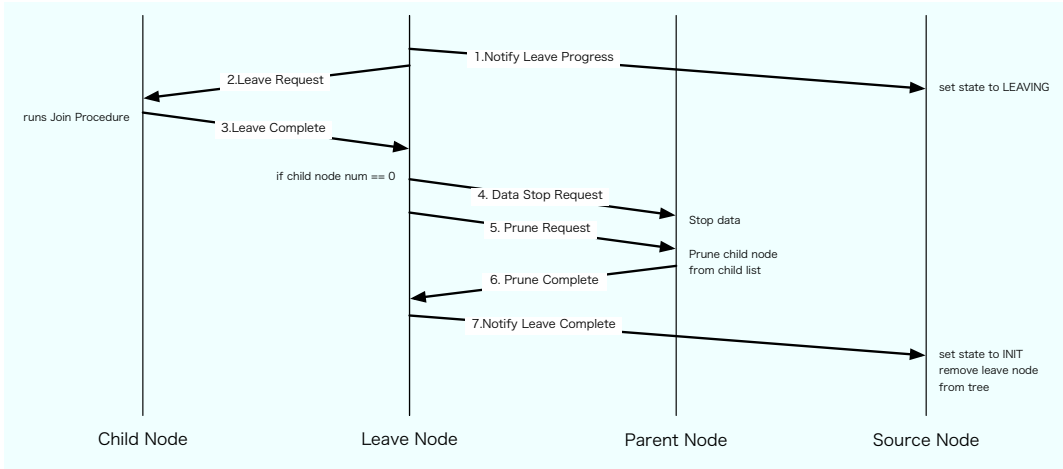 1.Notify Leave Progress
2.Leave Request
set state to LEAVING
runs Join Procedure
3.Leave Complete
if child node num == 0
4. Data Stop Request
Stop data
5. Prune Request
Prune child node
from child list
6. Prune Complete
7.Notify Leave Complete
set state to INIT
remove leave node
from tree
Child Node
Leave Node
Parent Node
Source Node